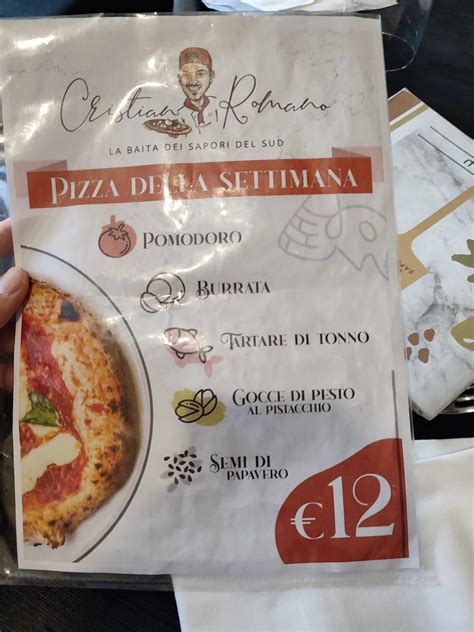 Cristian Romano
LA BAITA DEI SAPORI DEL SUD
PIZZA DELLA SETTIMANA
POMODORO
BURRATA
TARTARE DI TONNO
GOCCE DI PESTO
AL PISTACCHIO
SEMI DI
PAPAVERO
€12